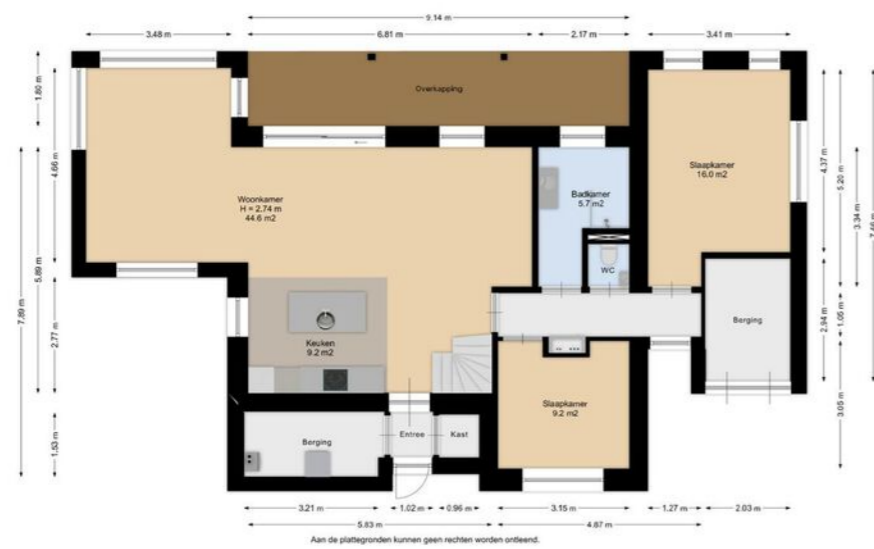 9.14 m
3.48 m
6.81 m
2.17 m
3.41 m
1.80 m
4.66 m
5.89 m
7.89 m
2.77 m
1.53 m
Overkapping
Woonkamer
H = 2.74 m
44.6 m2
Badkamer
5.7 m2
WC
Slaapkamer
16.0 m2
4.37 m
5.20 m
3.34 m
7.66 m
2.94 m
1.05 m
3.05 m
Keuken
9.2 m2
Berging
Slaapkamer
9.2 m2
Berging
Entree
Kast
3.21 m
1.02 m
0.96 m
3.15 m
1.27 m
2.03 m
5.83 m
4.87 m
Aan de plattegronden kunnen geen rechten worden ontleend.